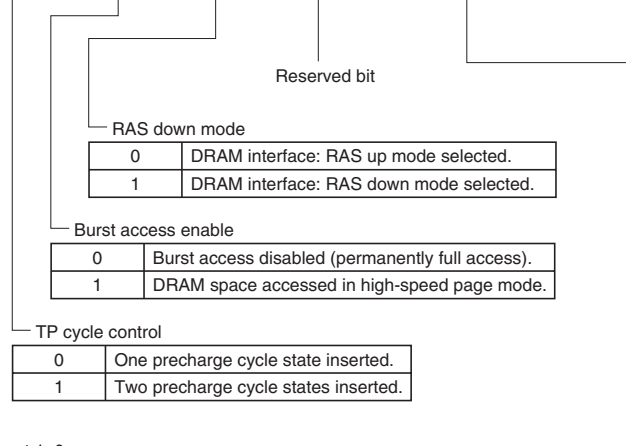 Reserved bit
RAS down mode
0 DRAM interface: RAS up mode selected.
1 DRAM interface: RAS down mode selected.
Burst access enable
0 Burst access disabled (permanently full access).
1 DRAM space accessed in high-speed page mode.
TP cycle control
0 One precharge cycle state inserted.
1 Two precharge cycle states inserted.